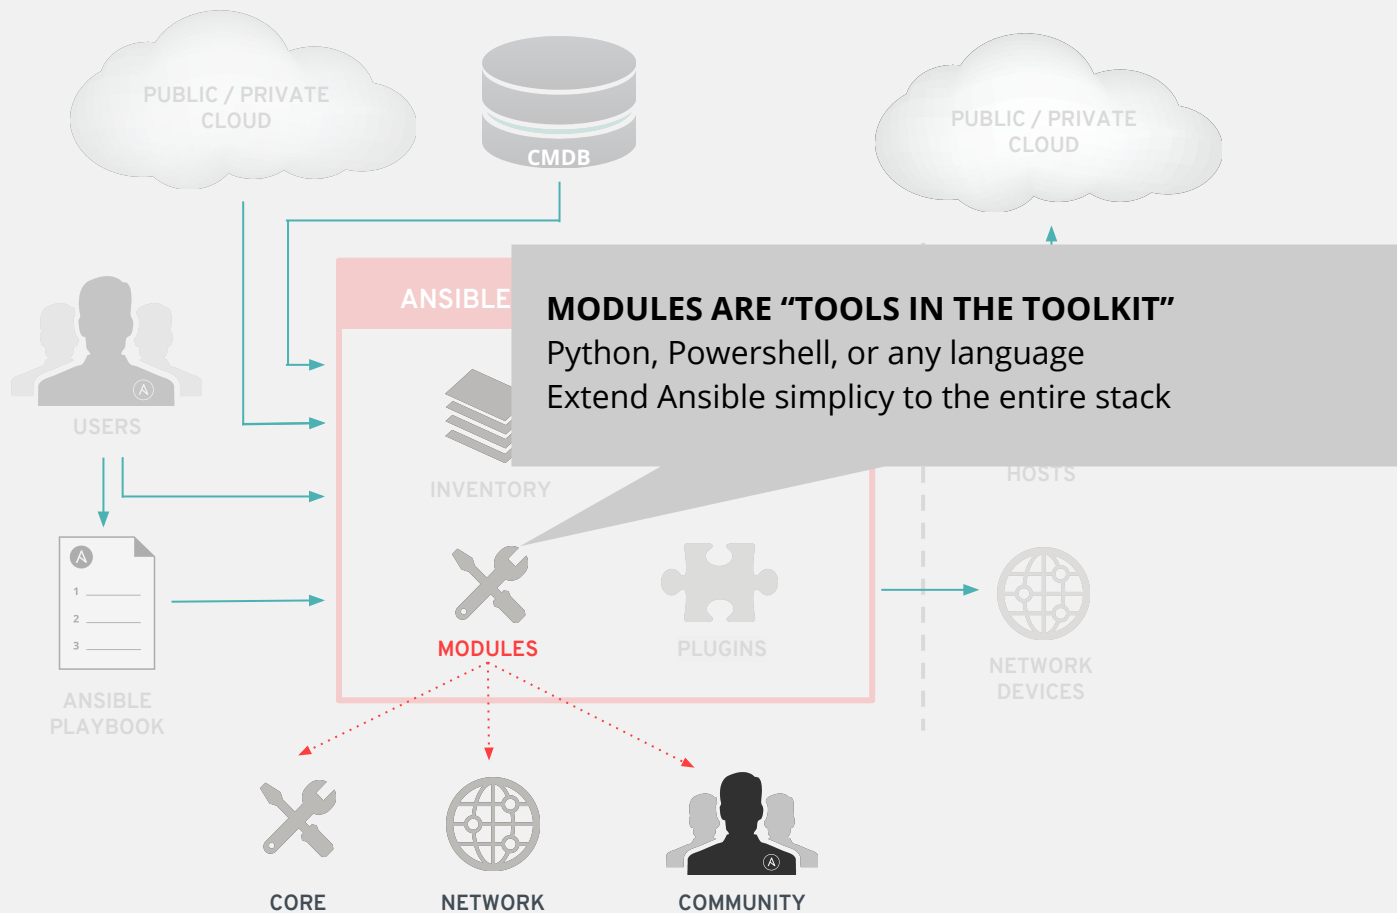 PUBLIC / PRIVATE
CLOUD
CMDB
PUBLIC / PRIVATE
CLOUD
ANSIBLE
MODULES ARE “TOOLS IN THE TOOLKIT”
Python, Powershell, or any language
Extend Ansible simplicy to the entire stack
USERS
INVENTORY
HOSTS
A
1
2
3
MODULES
PLUGINS
NETWORK
DEVICES
ANSIBLE
PLAYBOOK
CORE
NETWORK
COMMUNITY